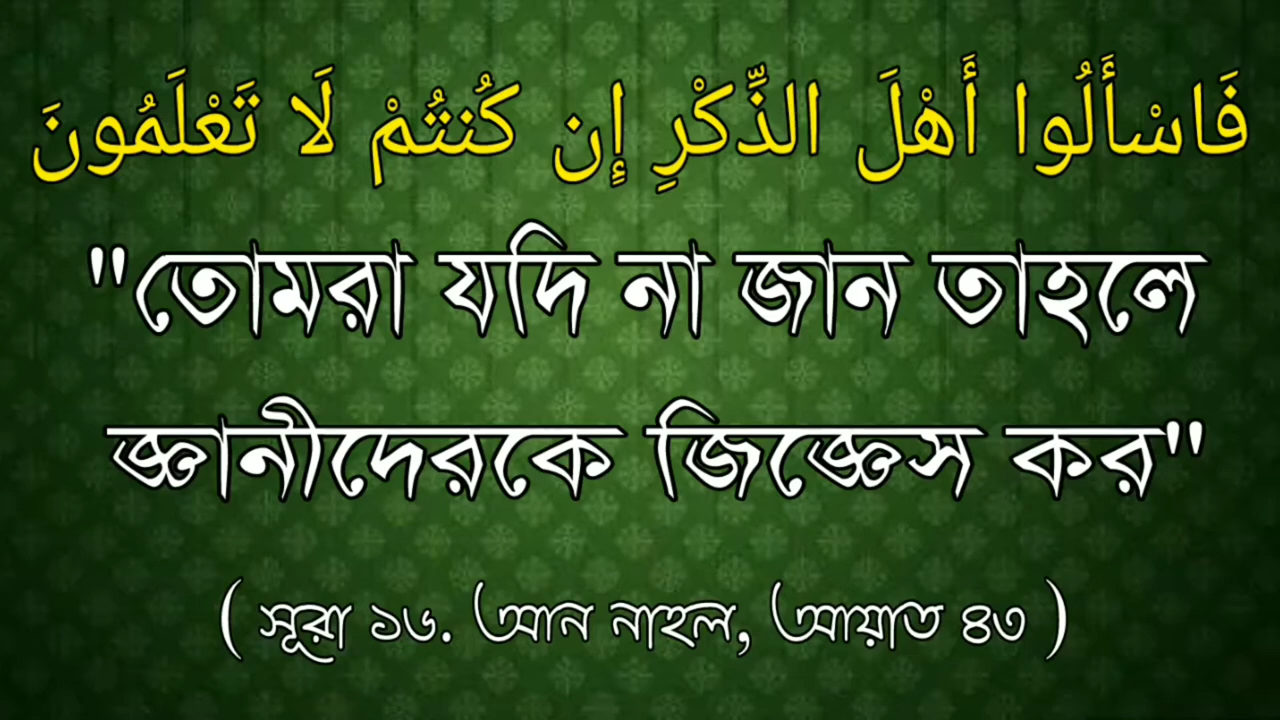 فَاسْأَلُوا أَهْلَ الذِّكْرِ إِن كُنتُمْ لَا تَعْلَمُونَ
"তোমরা যদি না জান তাহলে
জ্ঞানীদেরকে জিজ্ঞেস কর"
( সূরা ১৬. আন নাহল, আয়াত ৪৩ )